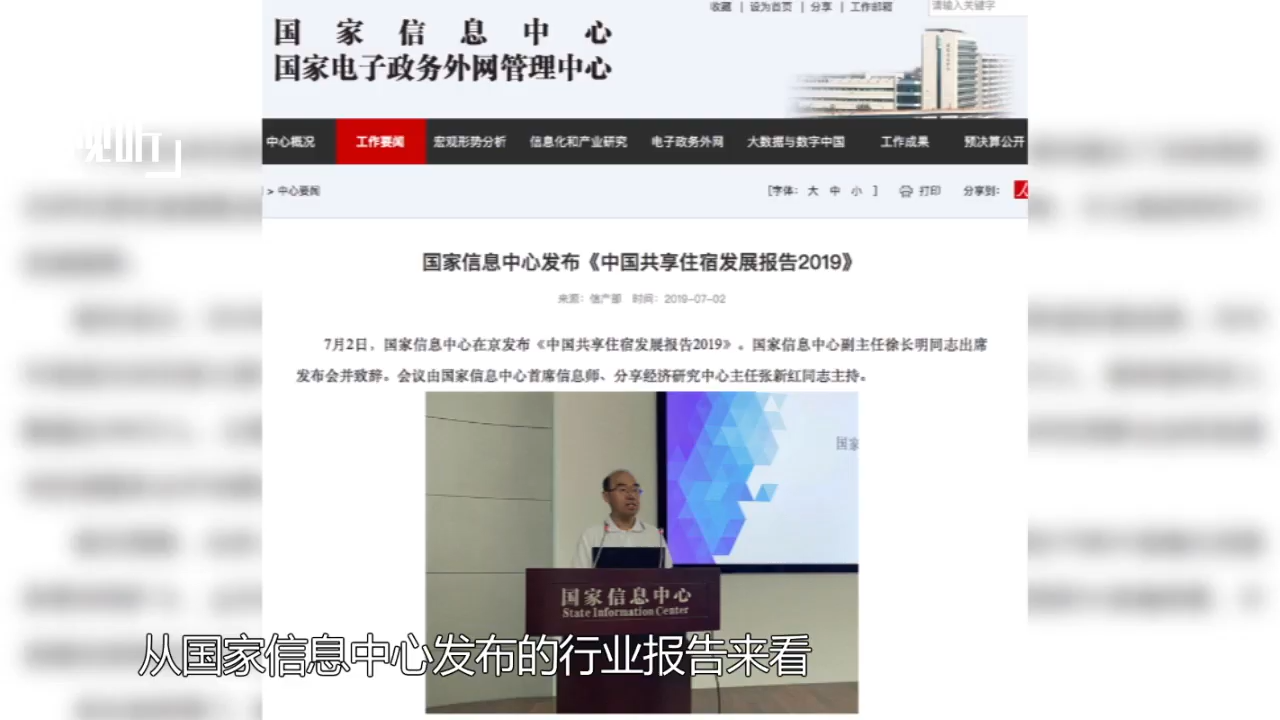 收藏 | 设为首页 | 分享 | 工作邮箱
请输入关键字
国家信息中心
国家电子政务外网管理中心
视听
中心概况 工作要闻 宏观形势分析 信息化和产业研究 电子政务外网 大数据与数字中国 工作成果 预决算公开
> 中心要闻
[字体: 大 中 小 ] 打印 分享到: 人
国家信息中心发布《中国共享住宿发展报告2019》
来源: 信产部 时间: 2019-07-02
7月2日，国家信息中心在京发布《中国共享住宿发展报告2019》。国家信息中心副主任徐长明同志出席
发布会并致辞。会议由国家信息中心首席信息师、分享经济研究中心主任张新红同志主持。
国家
国家信息中心
State Information Center
从国家信息中心发布的行业报告来看